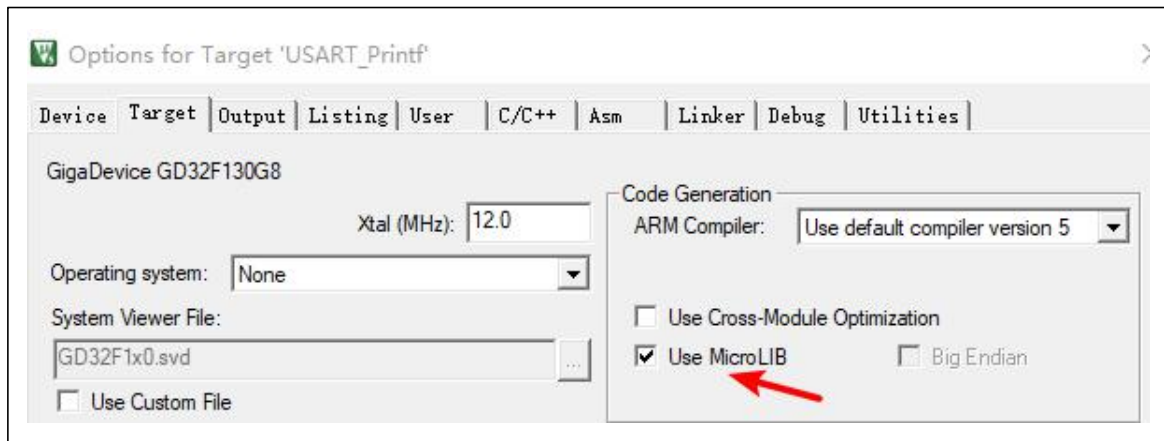 Options for Target 'USART_Printf'
Device Target Output Listing User C/C++ Asm Linker Debug Utilities
GigaDevice GD32F130G8
Xtal (MHz): 12.0
Operating system: None
System Viewer File:
GD32F1x0.svd ...
Use Custom File
Code Generation
ARM Compiler: Use default compiler version 5
Use Cross-Module Optimization
Use MicroLIB Big Endian